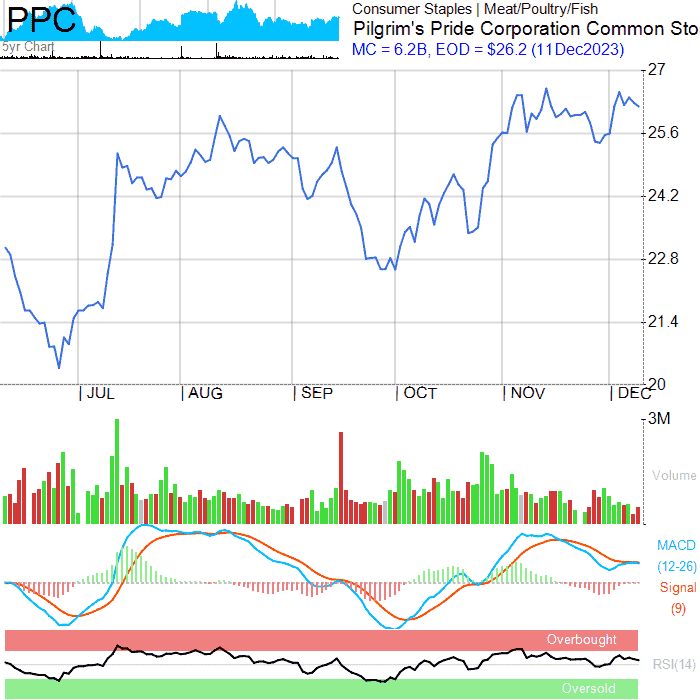 PPC
Consumer Staples | Meat/Poultry/Fish
Pilgrim's Pride Corporation Common Sto
5yr Chart
MC = 6.2B, EOD = $26.2 (11Dec2023)
27
25.6
24.2
22.8
21.4
20
| JUL | AUG | SEP | OCT | NOV | DEC
3M
Volume
MACD
(12-26)
Signal
(9)
Overbought
RSI(14)
Oversold